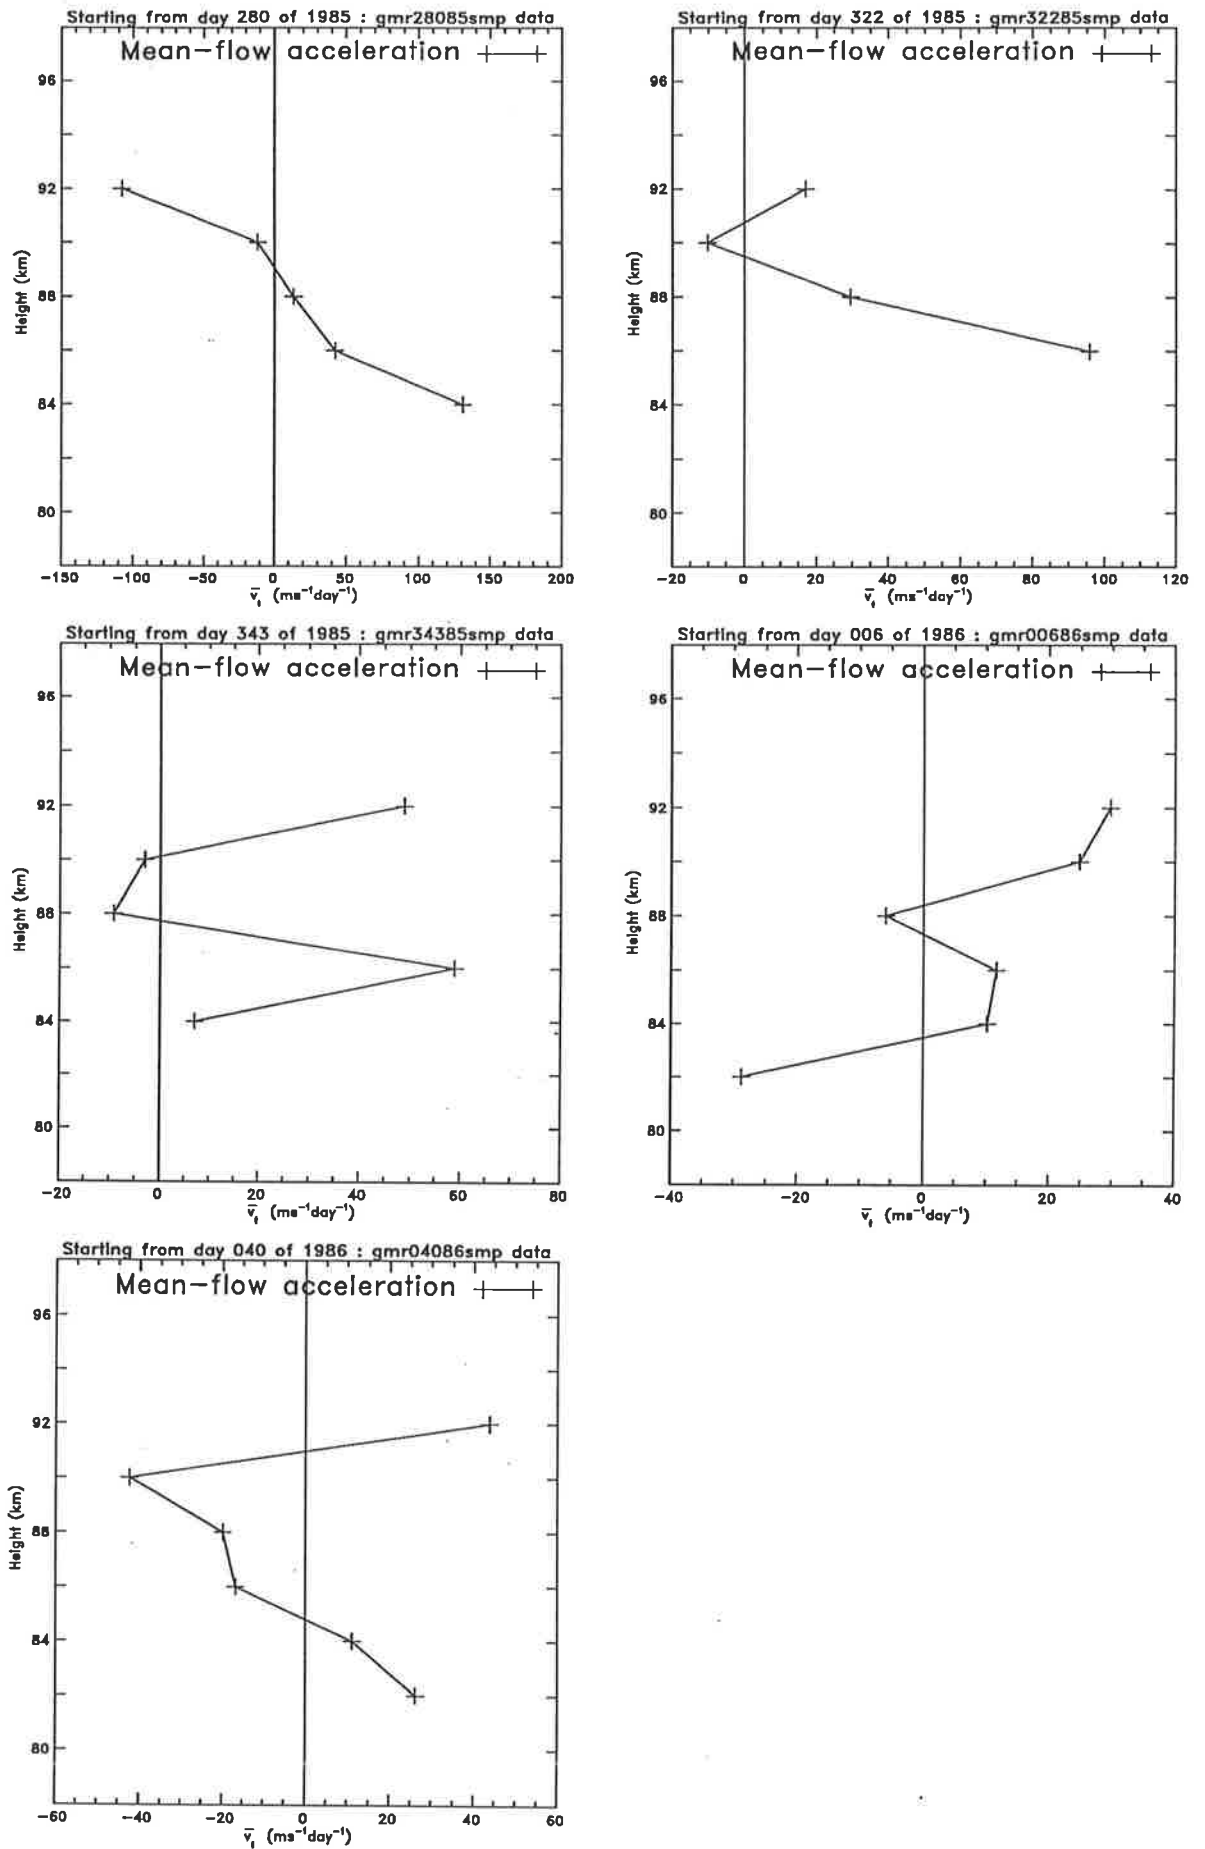 Starting from day 280 of 1985 : gmr28085smp data
Mean-flow acceleration
96
92
88
84
80
Height (km)
-150 -100 -50 0 50 100 150 200
v̄ₜ (ms⁻¹day⁻¹)
Starting from day 322 of 1985 : gmr32285smp data
Mean-flow acceleration
96
92
88
84
80
Height (km)
-20 0 20 40 60 80 100 120
v̄ₜ (ms⁻¹day⁻¹)
Starting from day 343 of 1985 : gmr34385smp data
Mean-flow acceleration
96
92
88
84
80
Height (km)
-20 0 20 40 60 80
v̄ₜ (ms⁻¹day⁻¹)
Starting from day 006 of 1986 : gmr00686smp data
Mean-flow acceleration
96
92
88
84
80
Height (km)
-40 -20 0 20 40
v̄ₜ (ms⁻¹day⁻¹)
Starting from day 040 of 1986 : gmr04086smp data
Mean-flow acceleration
96
92
88
84
80
Height (km)
-60 -40 -20 0 20 40 60
v̄ₜ (ms⁻¹day⁻¹)